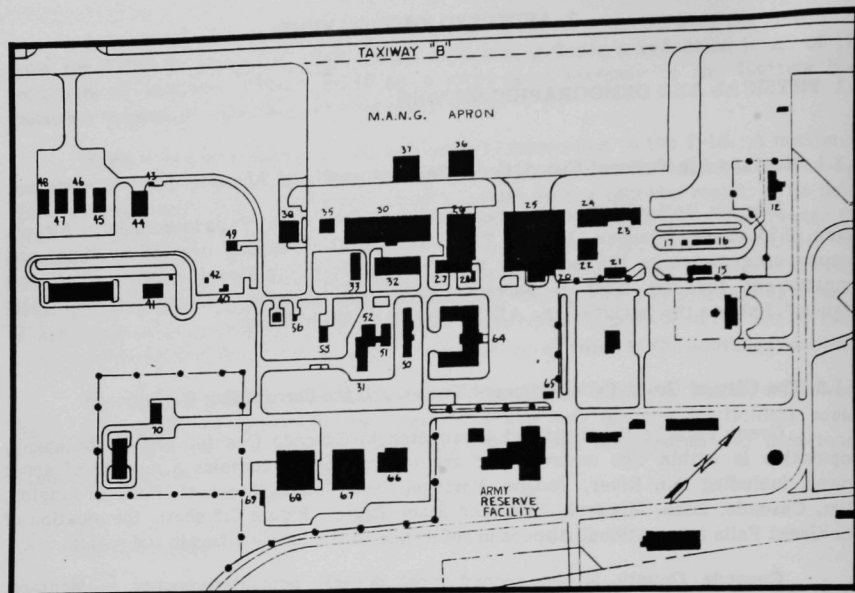 TAXIWAY "B"
M.A.N.G. APRON
37 36
12
48 47 46 45 44 43
49 38 35 30 29 25 24 23
22 21 20 17 16 15
33 32 27 28
42 41 40
56 55 52 51 50 64
31
65
70
69 68 67 66
ARMY
RESERVE
FACILITY